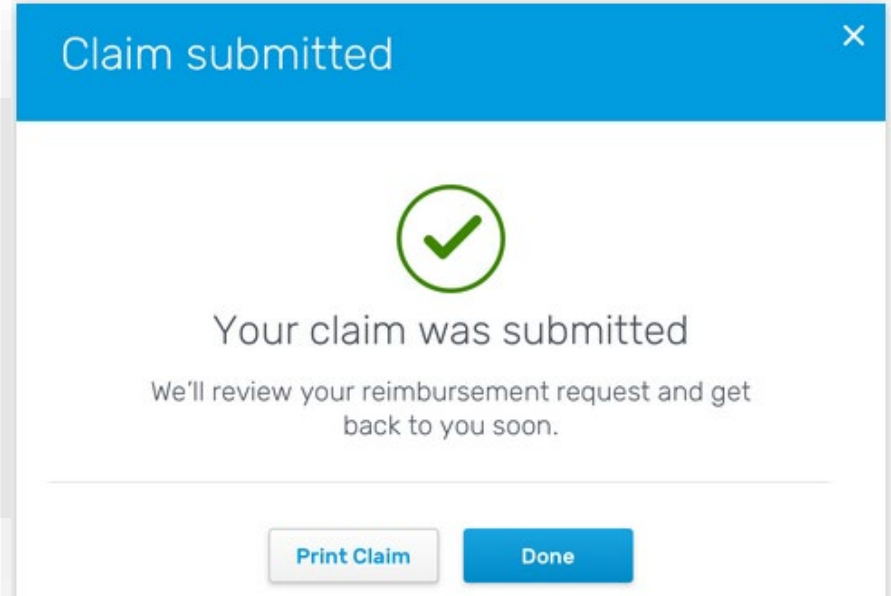 Claim submitted
Your claim was submitted
We'll review your reimbursement request and get
back to you soon.
Print Claim
Done